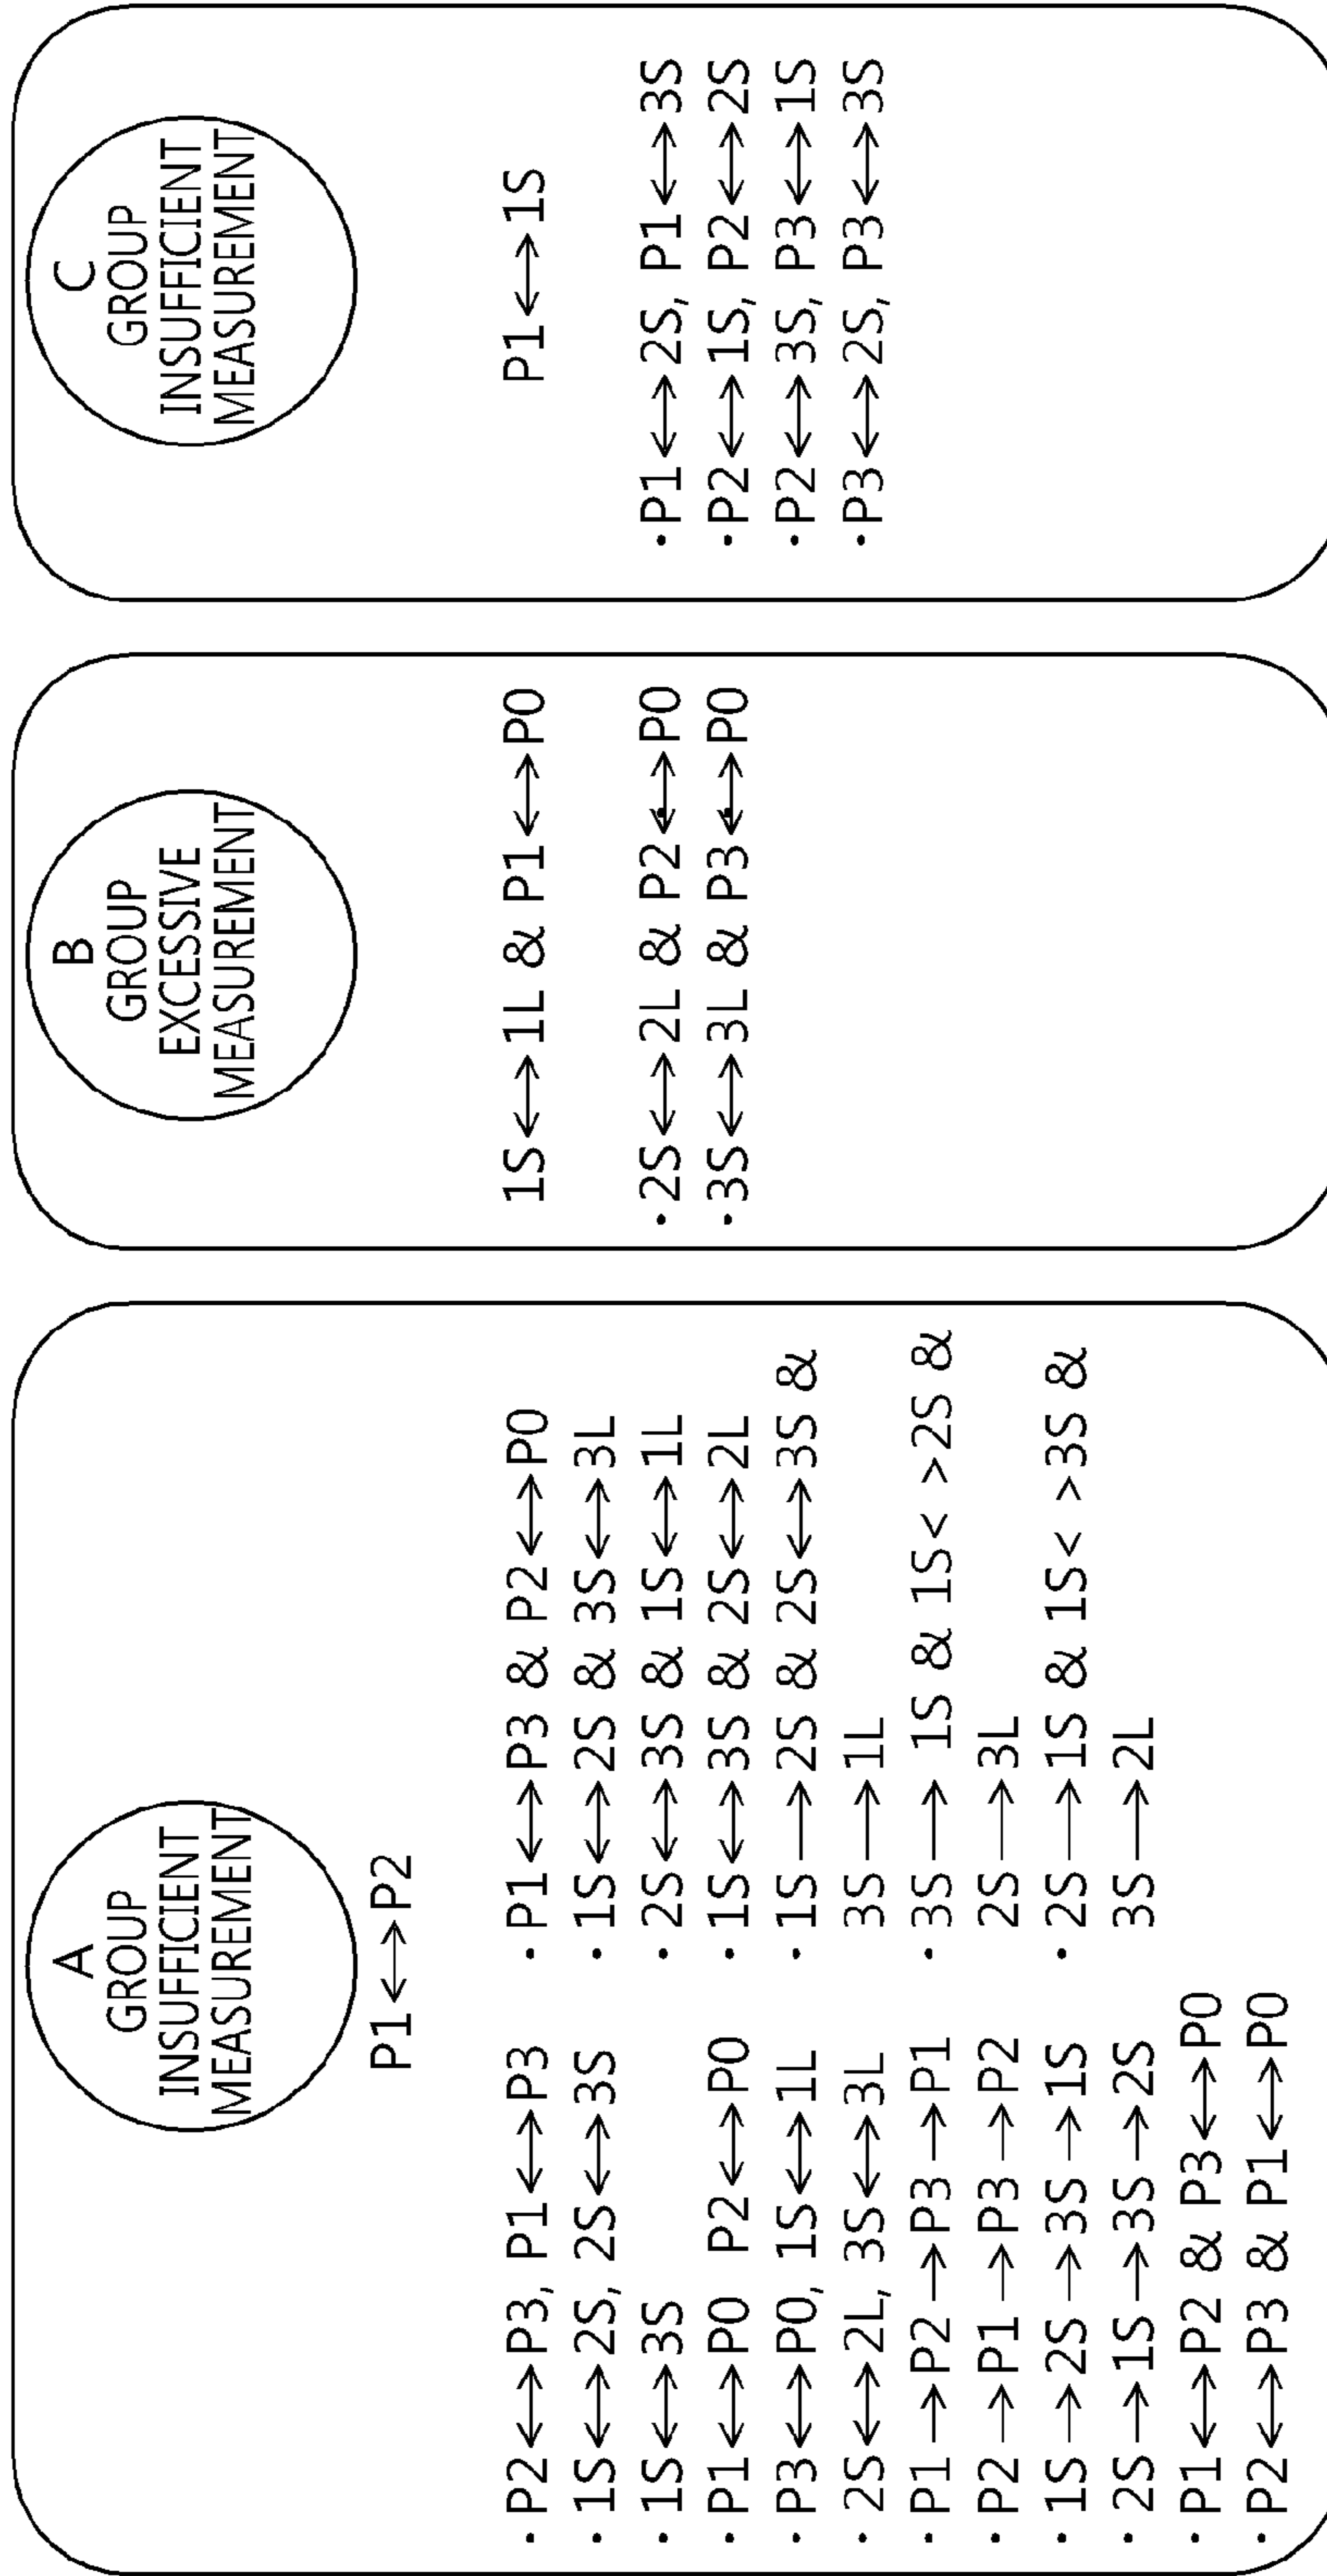 A
GROUP
INSUFFICIENT
MEASUREMENT
P1↔P2
· P2↔P3, P1↔P3
· 1S↔2S, 2S↔3S
· 1S↔3S
· P1↔P0 P2↔P0
· P3↔P0, 1S↔1L
· 2S↔2L, 3S↔3L
· P1→P2→P3→P1
· P2→P1→P3→P2
· 1S→2S→3S→1S
· 2S→1S→3S→2S
· P1↔P2 & P3↔P0
· P2↔P3 & P1↔P0
· P1↔P3 & P2↔P0
· 1S↔2S & 3S↔3L
· 2S↔3S & 1S↔1L
· 1S↔3S & 2S↔2L
· 1S→2S & 2S↔3S &
3S→1L
· 3S→ 1S & 1S< >2S &
2S→3L
· 2S→1S & 1S< >3S &
3S→2L
B
GROUP
EXCESSIVE
MEASUREMENT
1S↔1L & P1↔P0
·2S↔2L & P2↔P0
·3S↔3L & P3↔P0
C
GROUP
INSUFFICIENT
MEASUREMENT
P1↔1S
·P1↔2S, P1↔3S
·P2↔1S, P2↔2S
·P2↔3S, P3↔1S
·P3↔2S, P3↔3S